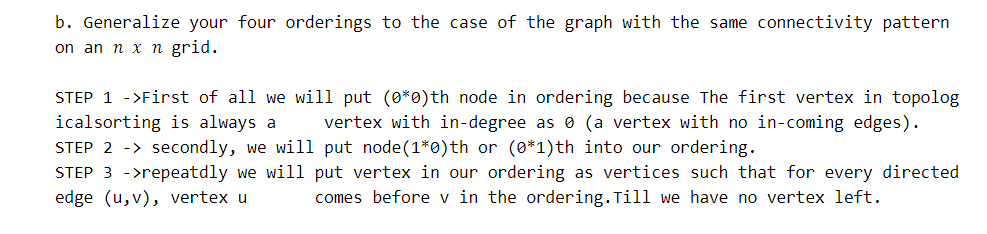 b. Generalize your four orderings to the case of the graph with the same connectivity pattern
on an n x n grid.
STEP 1 ->First of all we will put (0*0)th node in ordering because The first vertex in topolog
icalsorting is always a vertex with in-degree as 0 (a vertex with no in-coming edges).
STEP 2 -> secondly, we will put node(1*0)th or (0*1)th into our ordering.
STEP 3 ->repeatdly we will put vertex in our ordering as vertices such that for every directed
edge (u,v), vertex u comes before v in the ordering.Till we have no vertex left.